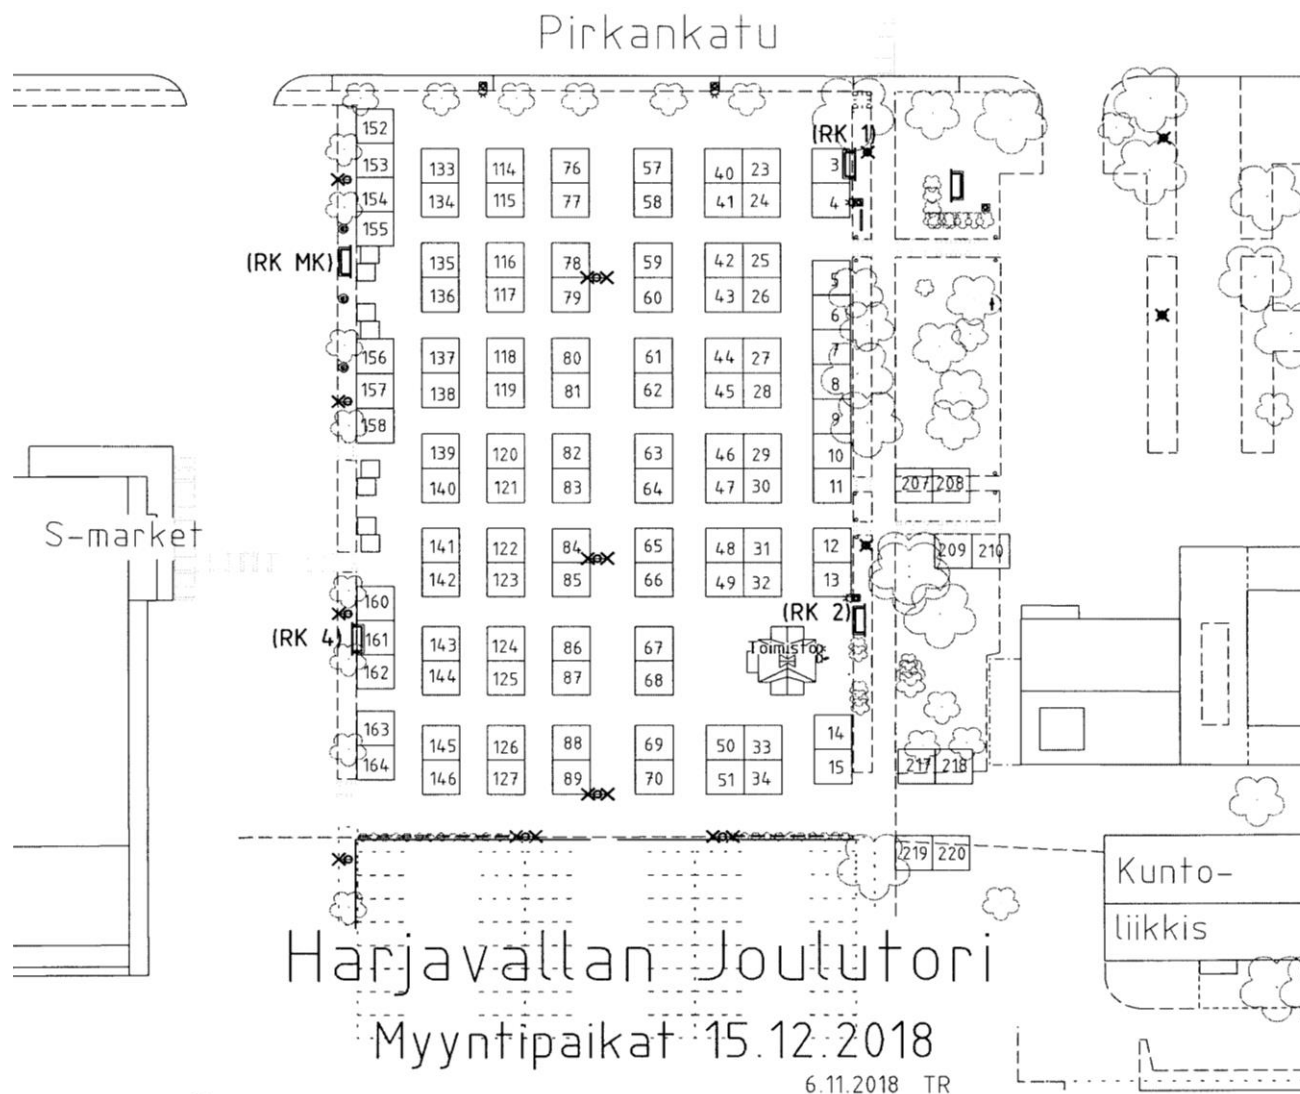 Pirkankatu
(RK 1)
152
153 133 114 76 57 40 23 3
154 134 115 77 58 41 24 4
155
(RK MK) 135 116 78 59 42 25 5
136 117 79 60 43 26 6
156 137 118 80 61 44 27 7
157 138 119 81 62 45 28 8
158 9
139 120 82 63 46 29 10
140 121 83 64 47 30 11 207 208
S-market
141 122 84 65 48 31 12 209 210
142 123 85 66 49 32 13
160
(RK 2)
(RK 4) 161 143 124 86 67 Toimisto
162 144 125 87 68
163 145 126 88 69 50 33 14
164 146 127 89 70 51 34 15 217 218
219 220
Kunto-
liikkis
Harjavallan Joulutori
Myyntipaikat 15.12.2018
6.11.2018 TR